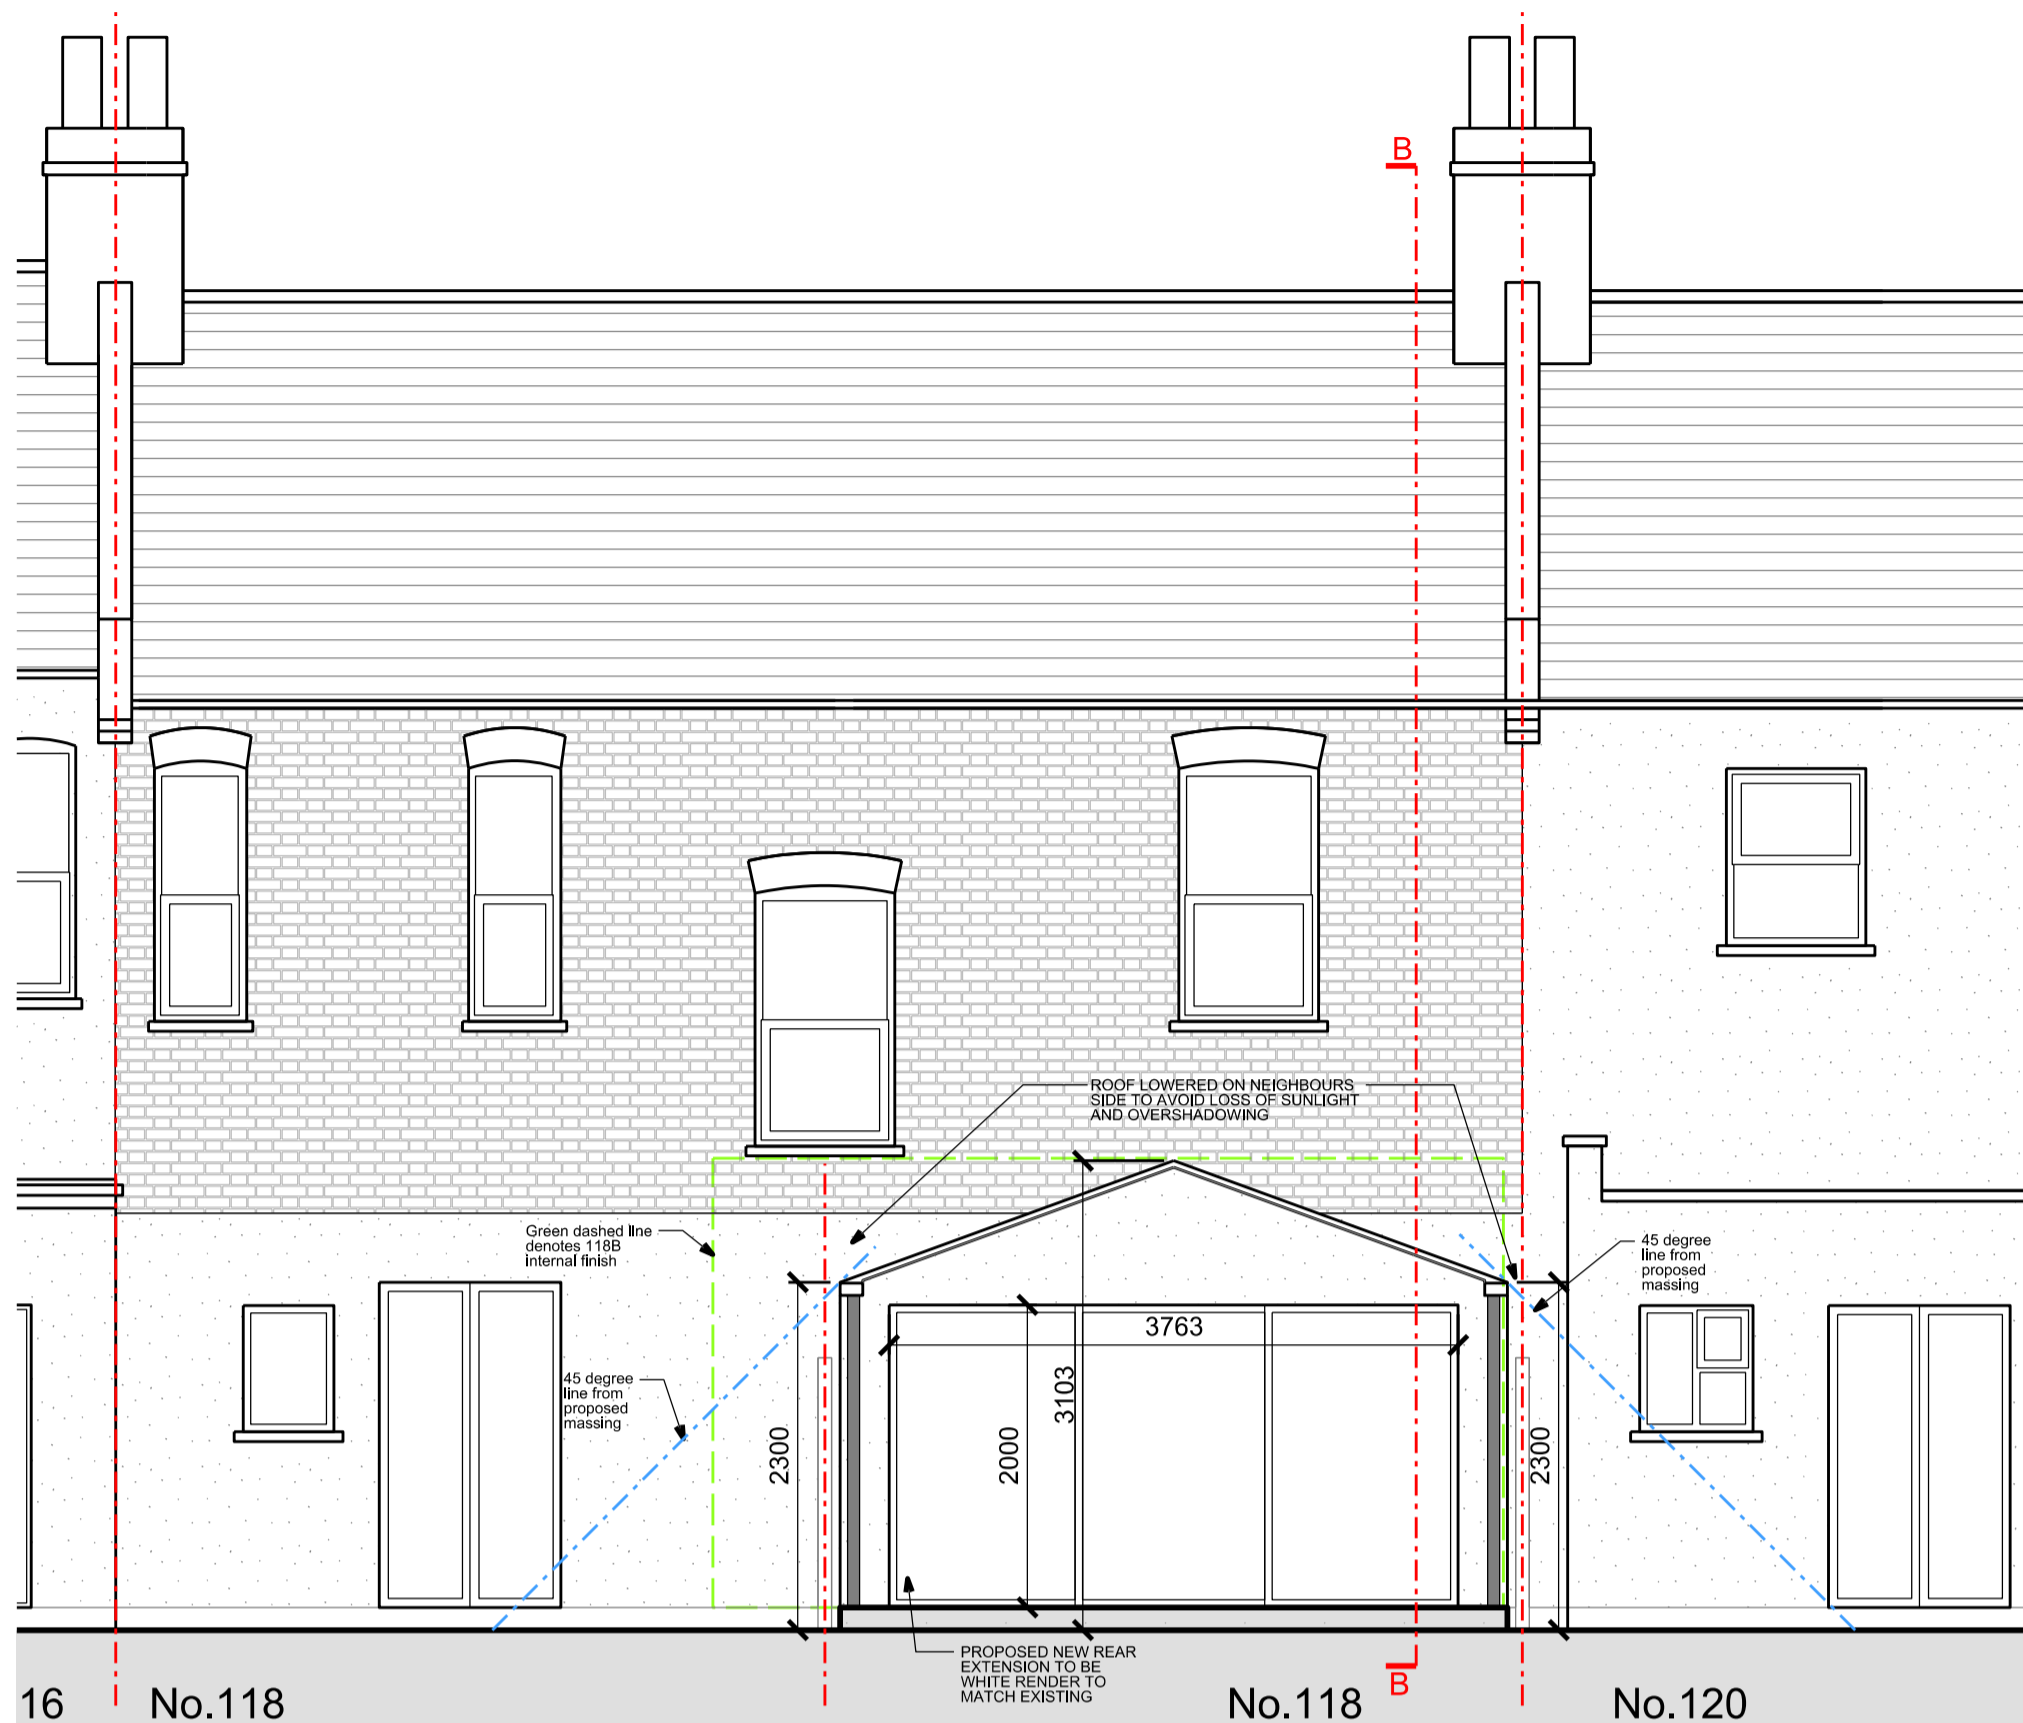 B
ROOF LOWERED ON NEIGHBOURS
SIDE TO AVOID LOSS OF SUNLIGHT
AND OVERSHADOWING
Green dashed line
denotes 118B
internal finish
45 degree
line from
proposed
massing
3763
3103
45 degree
line from
proposed
massing
2300
2000
2300
PROPOSED NEW REAR
EXTENSION TO BE
WHITE RENDER TO
MATCH EXISTING
B
16
No.118
No.118
No.120